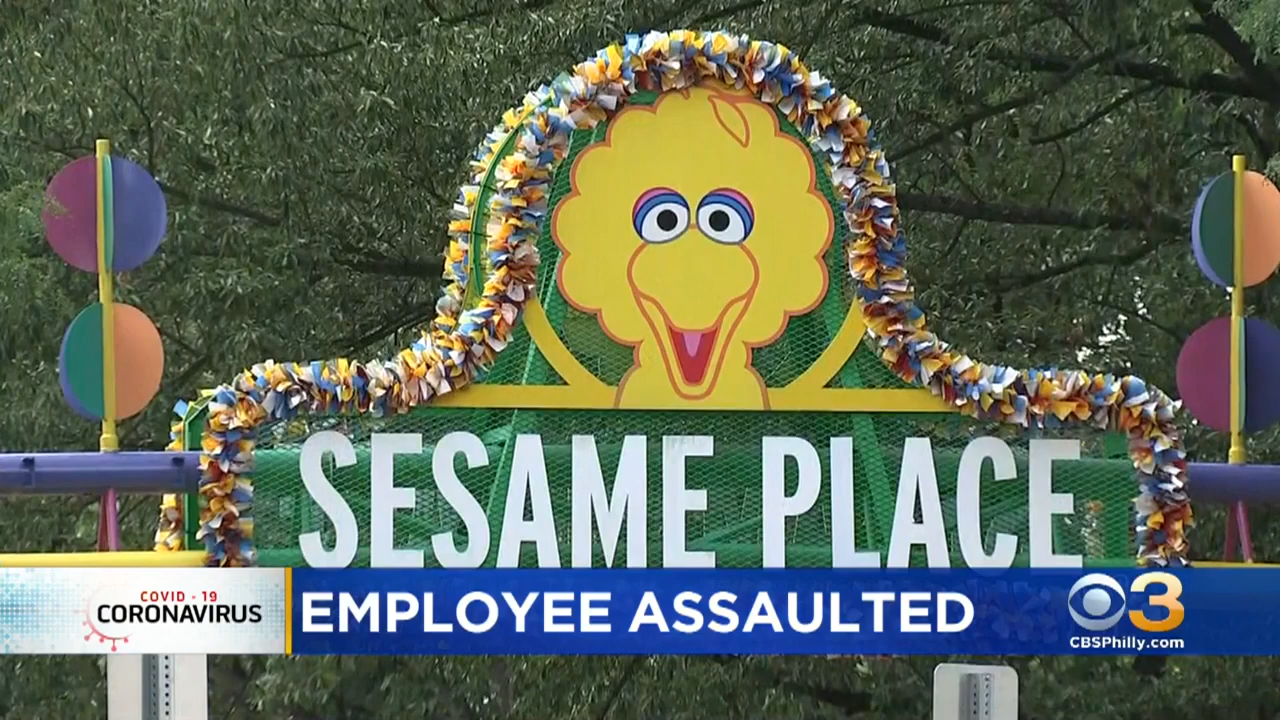 SESAME PLACE
COVID - 19
CORONAVIRUS
EMPLOYEE ASSAULTED
3
CBSPhilly.com